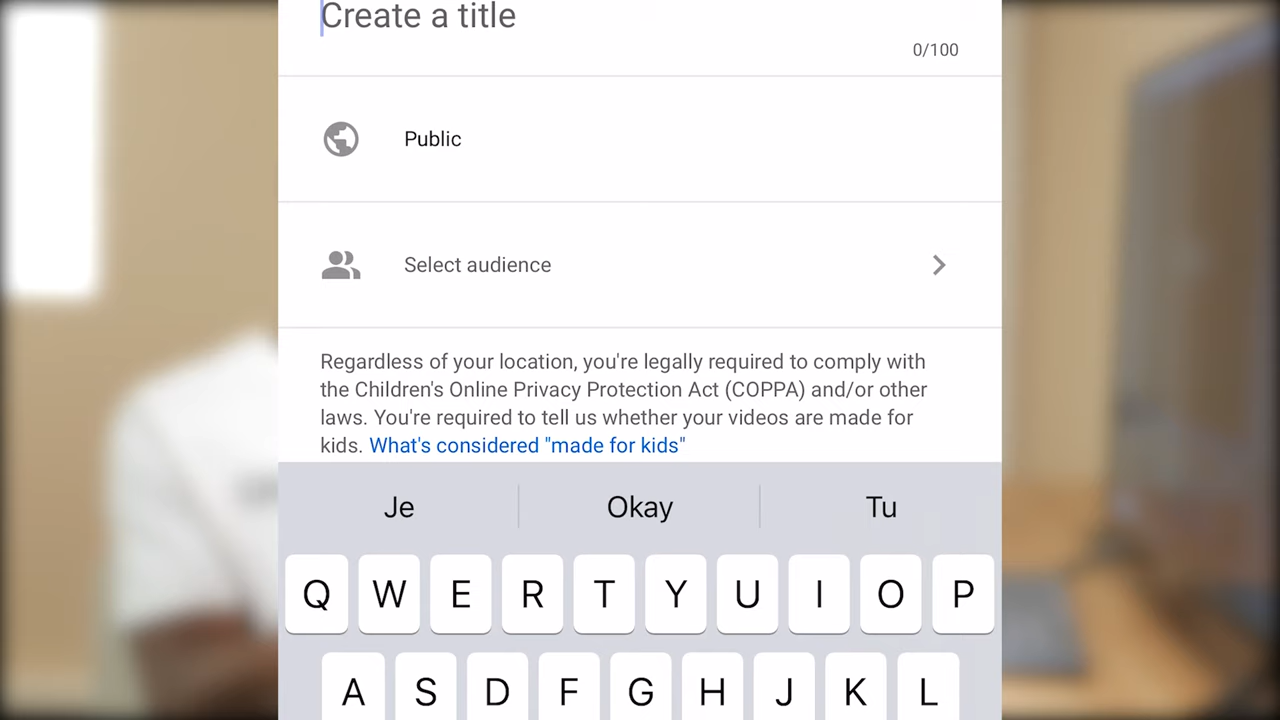 Create a title
0/100
Public
Select audience
Regardless of your location, you're legally required to comply with
the Children's Online Privacy Protection Act (COPPA) and/or other
laws. You're required to tell us whether your videos are made for
kids. What's considered "made for kids"
Je Okay Tu
Q W E R T Y U I O P
A S D F G H J K L